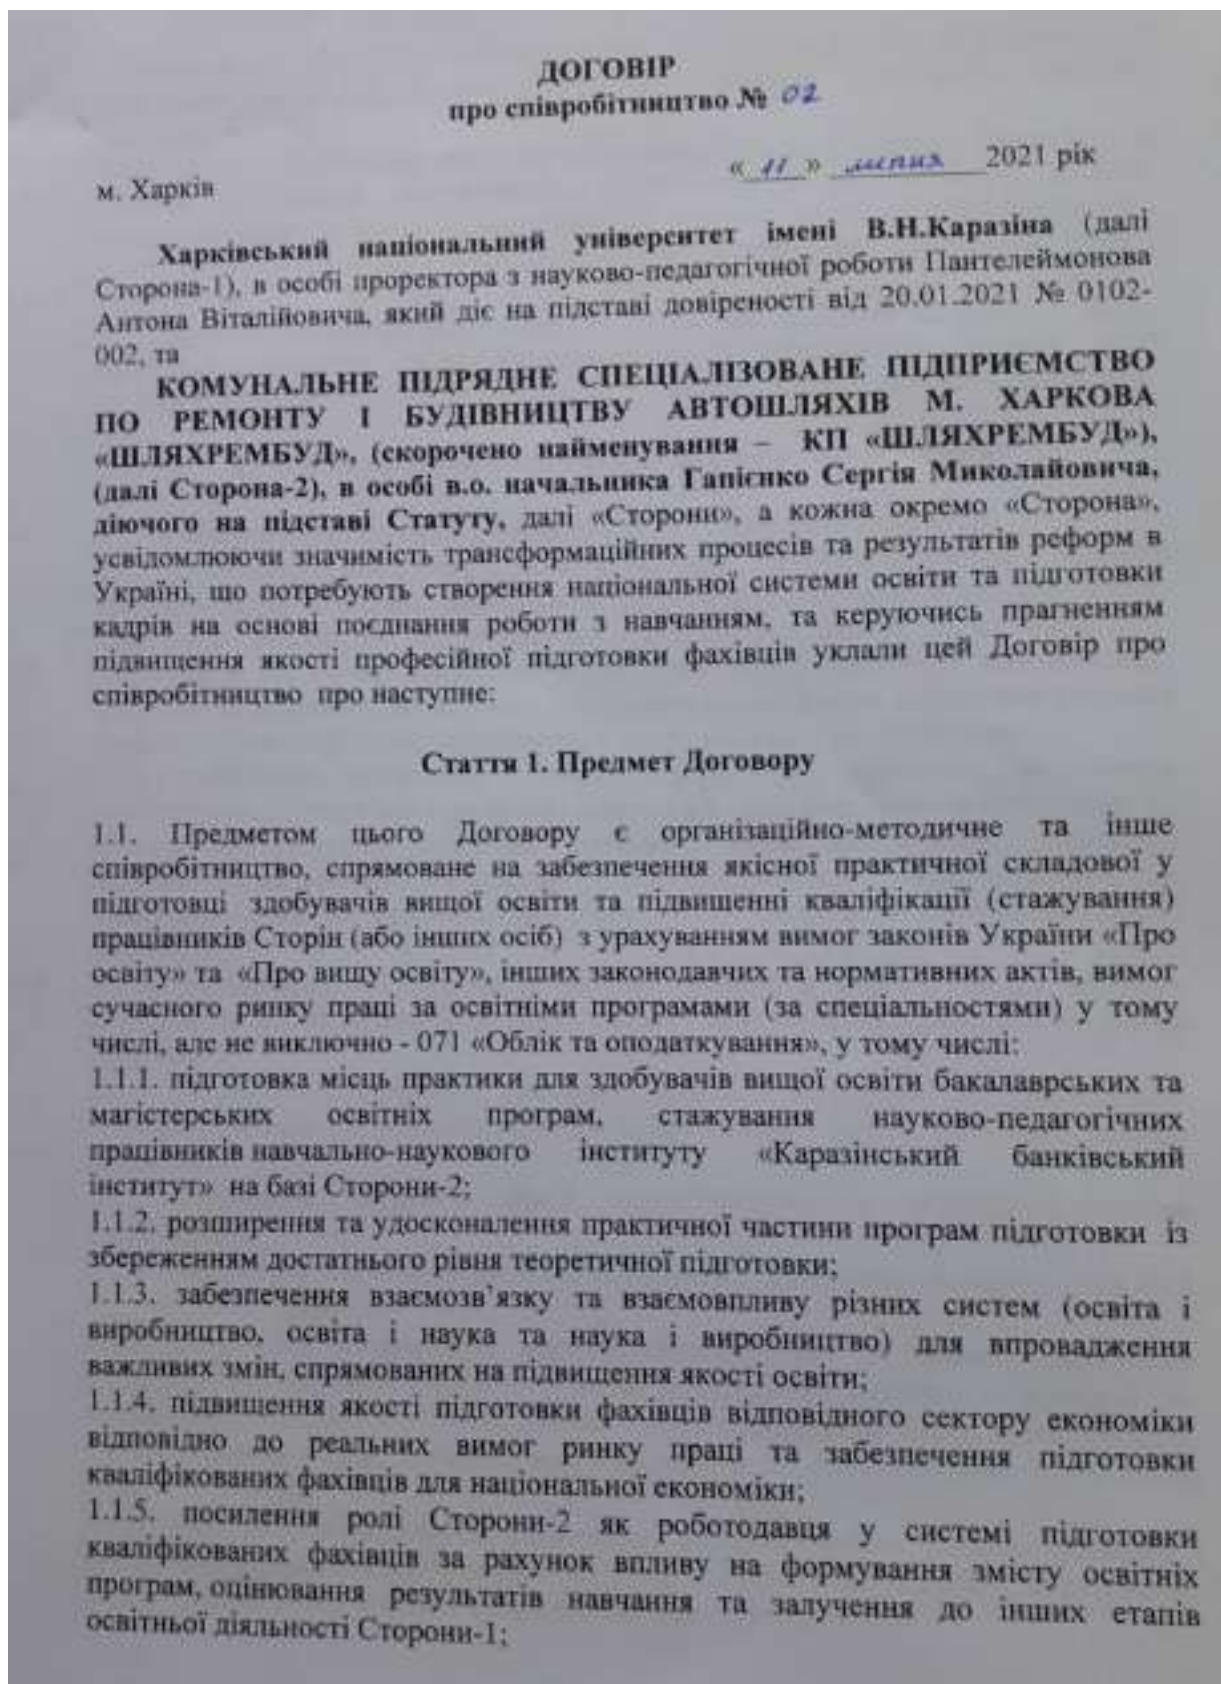 ДОГОВІР
про співробітництво № 02
« 11 » липня 2021 рік
м. Харків
Харківський національний університет імені В.Н.Каразіна (далі
Сторона-1), в особі проректора з науково-педагогічної роботи Пантелеймонова
Антона Віталійовича, який діє на підставі довіреності від 20.01.2021 № 0102-
002, та
КОМУНАЛЬНЕ ПІДРЯДНЕ СПЕЦІАЛІЗОВАНЕ ПІДПРИЄМСТВО
ПО РЕМОНТУ І БУДІВНИЦТВУ АВТОШЛЯХІВ М. ХАРКОВА
«ШЛЯХРЕМБУД», (скорочено найменування – КП «ШЛЯХРЕМБУД»),
(далі Сторона-2), в особі в.о. начальника Гапієнко Сергія Миколайовича,
діючого на підставі Статуту, далі «Сторони», а кожна окремо «Сторона»,
усвідомлюючи значимість трансформаційних процесів та результатів реформ в
Україні, що потребують створення національної системи освіти та підготовки
кадрів на основі поєднання роботи з навчанням, та керуючись прагненням
підвищення якості професійної підготовки фахівців уклали цей Договір про
співробітництво про наступне:
Стаття 1. Предмет Договору
1.1. Предметом цього Договору є організаційно-методичне та інше
співробітництво, спрямоване на забезпечення якісної практичної складової у
підготовці здобувачів вищої освіти та підвищенні кваліфікації (стажування)
працівників Сторін (або інших осіб) з урахуванням вимог законів України «Про
освіту» та «Про вищу освіту», інших законодавчих та нормативних актів, вимог
сучасного ринку праці за освітніми програмами (за спеціальностями) у тому
числі, але не виключно - 071 «Облік та оподаткування», у тому числі:
1.1.1. підготовка місць практики для здобувачів вищої освіти бакалаврських та
магістерських освітніх програм, стажування науково-педагогічних
працівників навчально-наукового інституту «Каразінський банківський
інститут» на базі Сторони-2;
1.1.2. розширення та удосконалення практичної частини програм підготовки із
збереженням достатнього рівня теоретичної підготовки;
1.1.3. забезпечення взаємозв’язку та взаємовпливу різних систем (освіта і
виробництво, освіта і наука та наука і виробництво) для впровадження
важливих змін, спрямованих на підвищення якості освіти;
1.1.4. підвищення якості підготовки фахівців відповідного сектору економіки
відповідно до реальних вимог ринку праці та забезпечення підготовки
кваліфікованих фахівців для національної економіки;
1.1.5. посилення ролі Сторони-2 як роботодавця у системі підготовки
кваліфікованих фахівців за рахунок впливу на формування змісту освітніх
програм, оцінювання результатів навчання та залучення до інших етапів
освітньої діяльності Сторони-1;